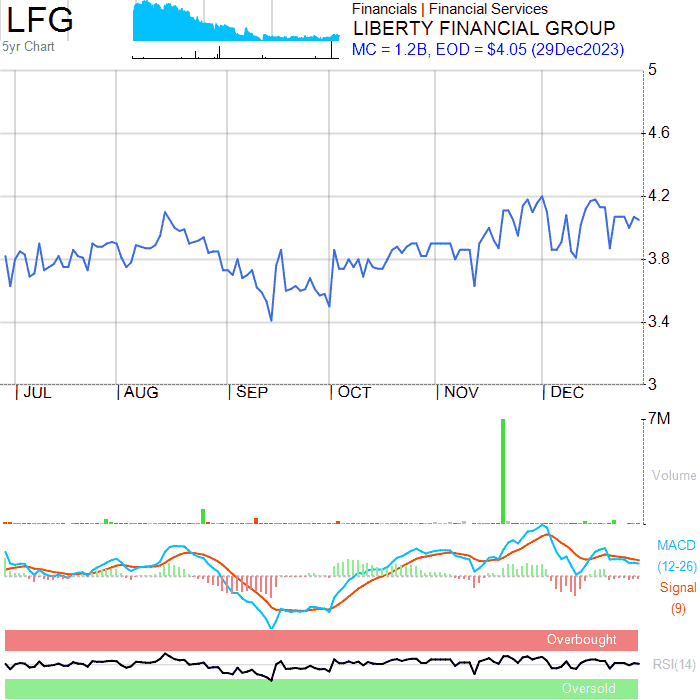 LFG
5yr Chart
Financials | Financial Services
LIBERTY FINANCIAL GROUP
MC = 1.2B, EOD = $4.05 (29Dec2023)
5
4.6
4.2
3.8
3.4
3
JUL AUG SEP OCT NOV DEC
7M
Volume
MACD
(12-26)
Signal
(9)
Overbought
RSI(14)
Oversold